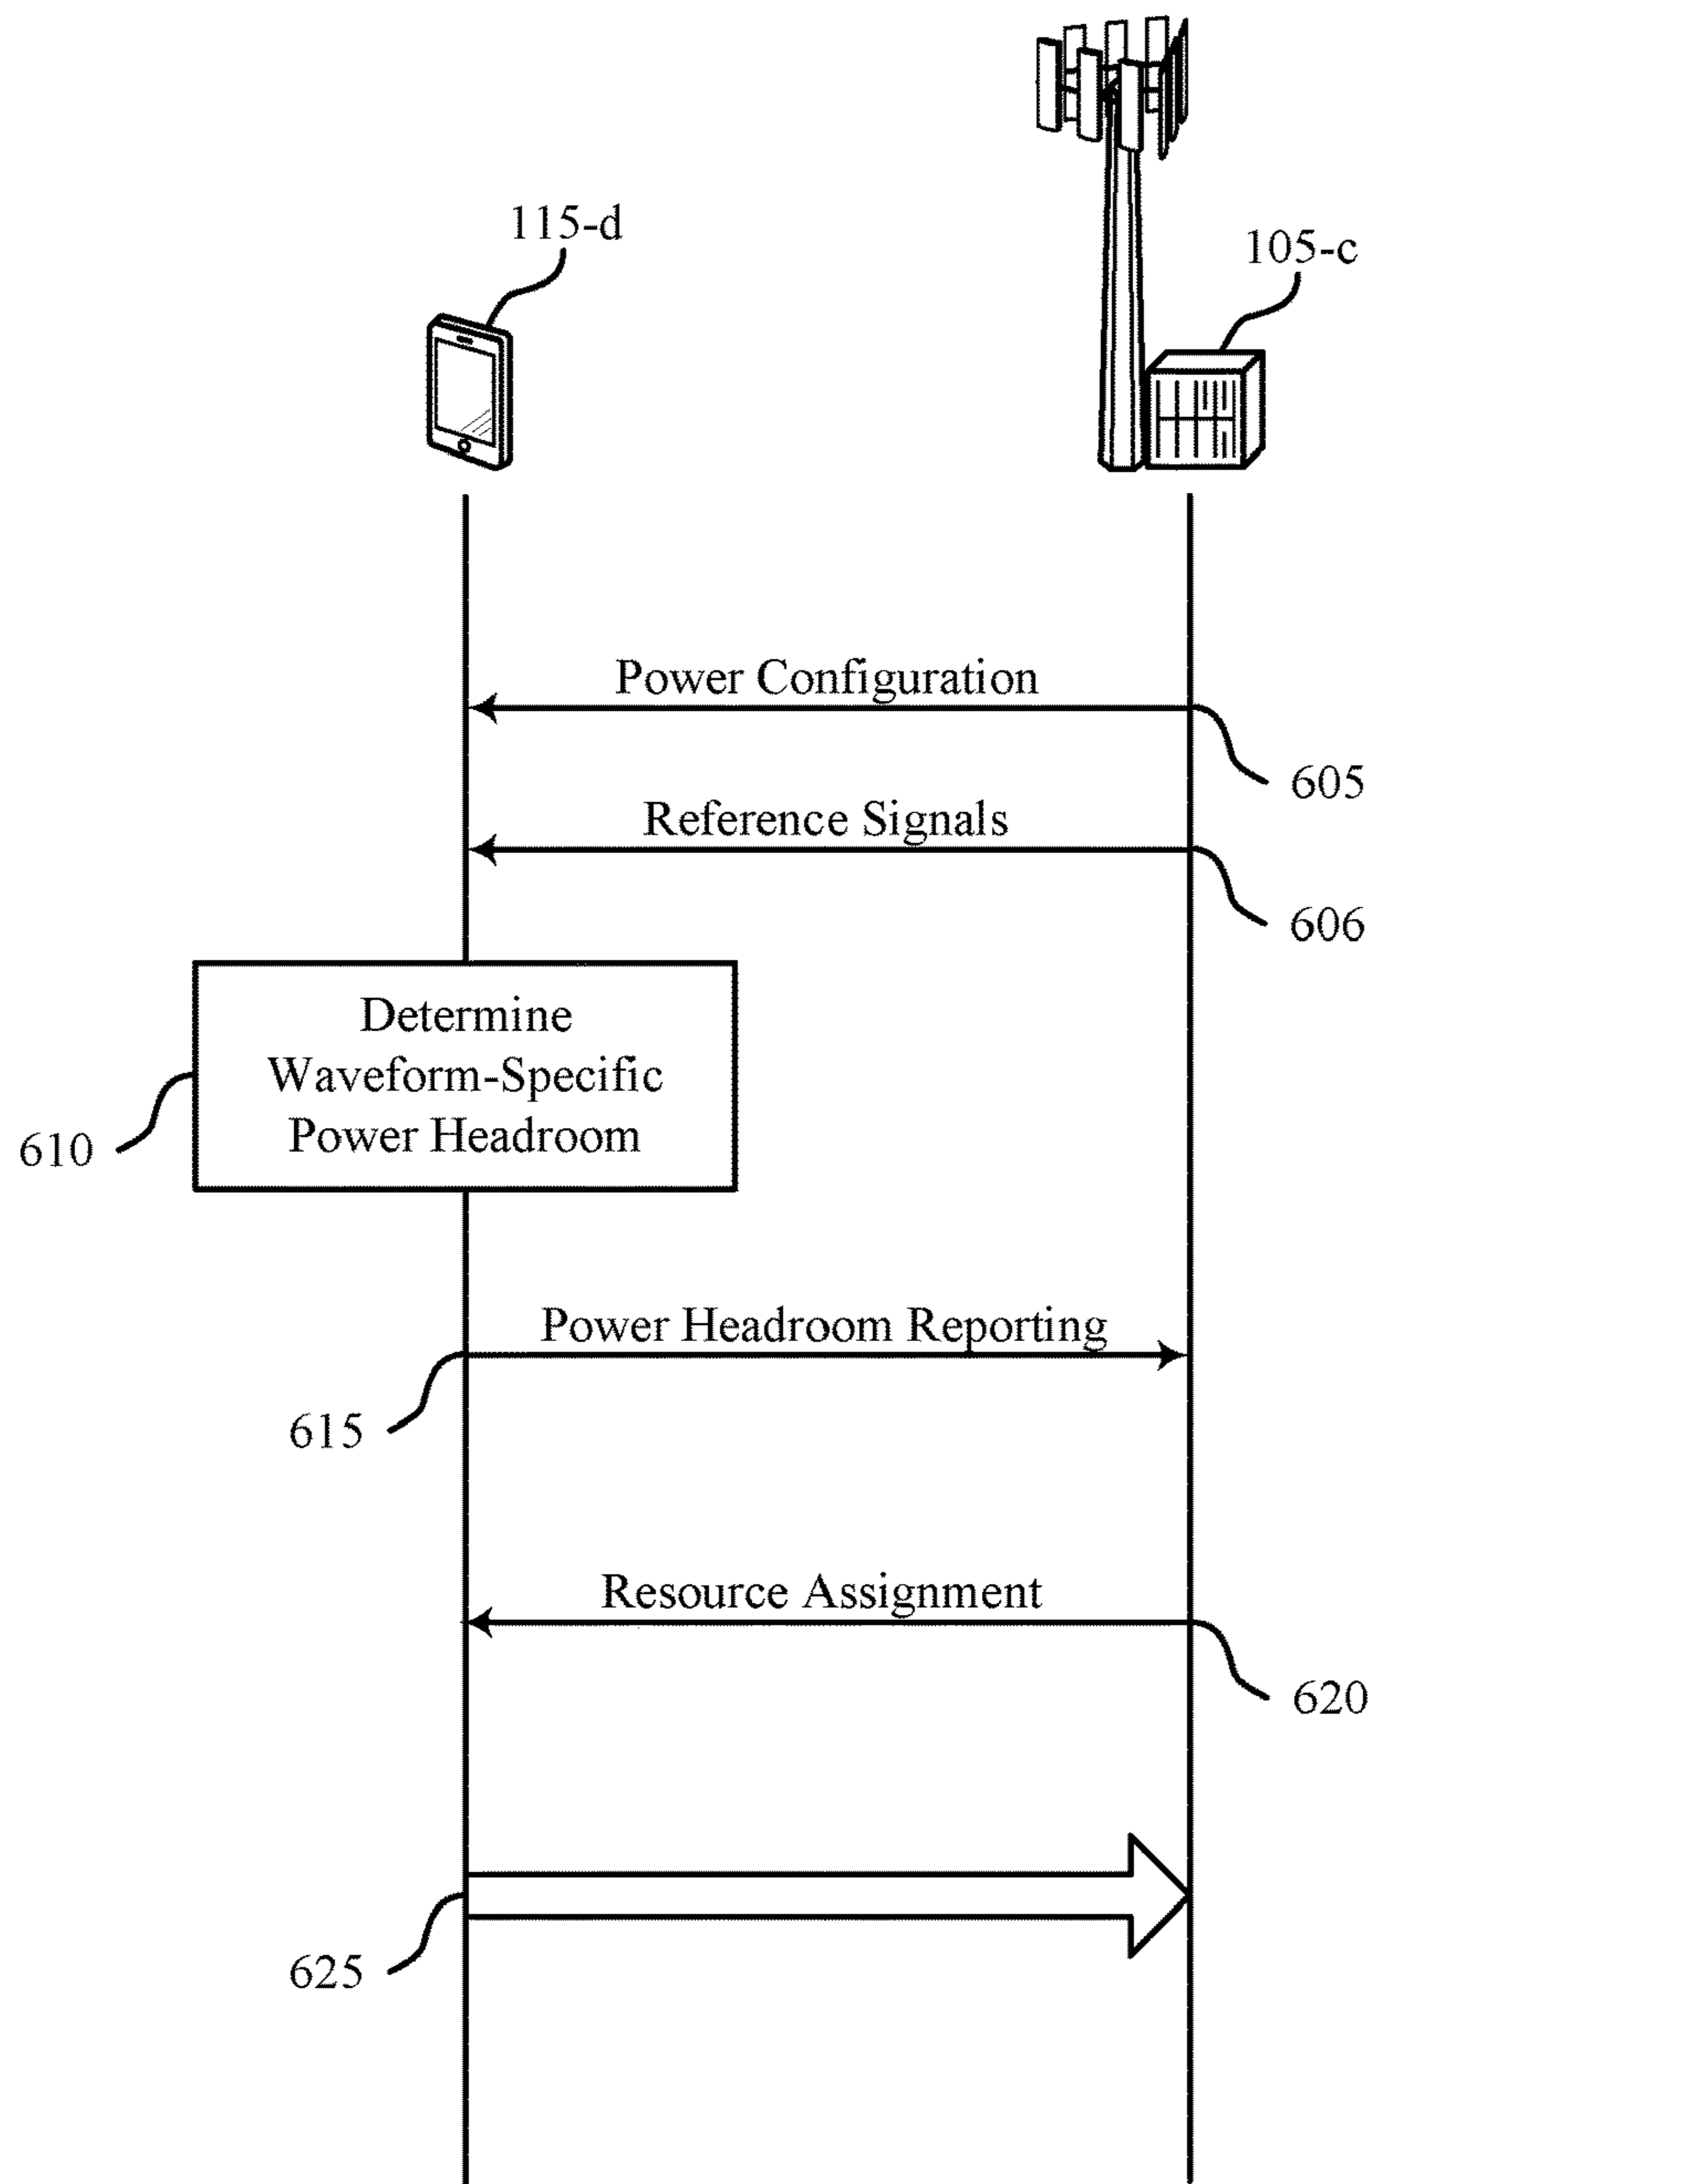 115-d
105-c
Power Configuration
605
Reference Signals
606
Determine
Waveform-Specific
Power Headroom
610
Power Headroom Reporting
615
Resource Assignment
620
625